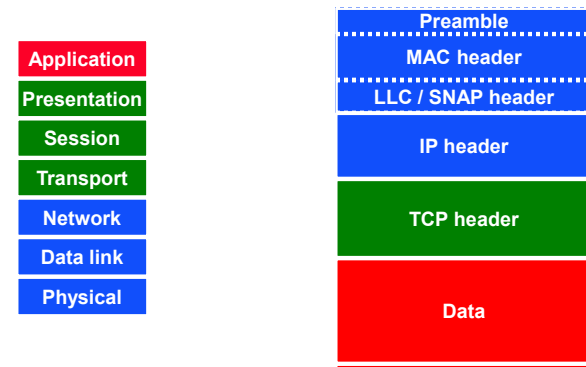 Application
Presentation
Session
Transport
Network
Data link
Physical
Preamble
MAC header
LLC / SNAP header
IP header
TCP header
Data